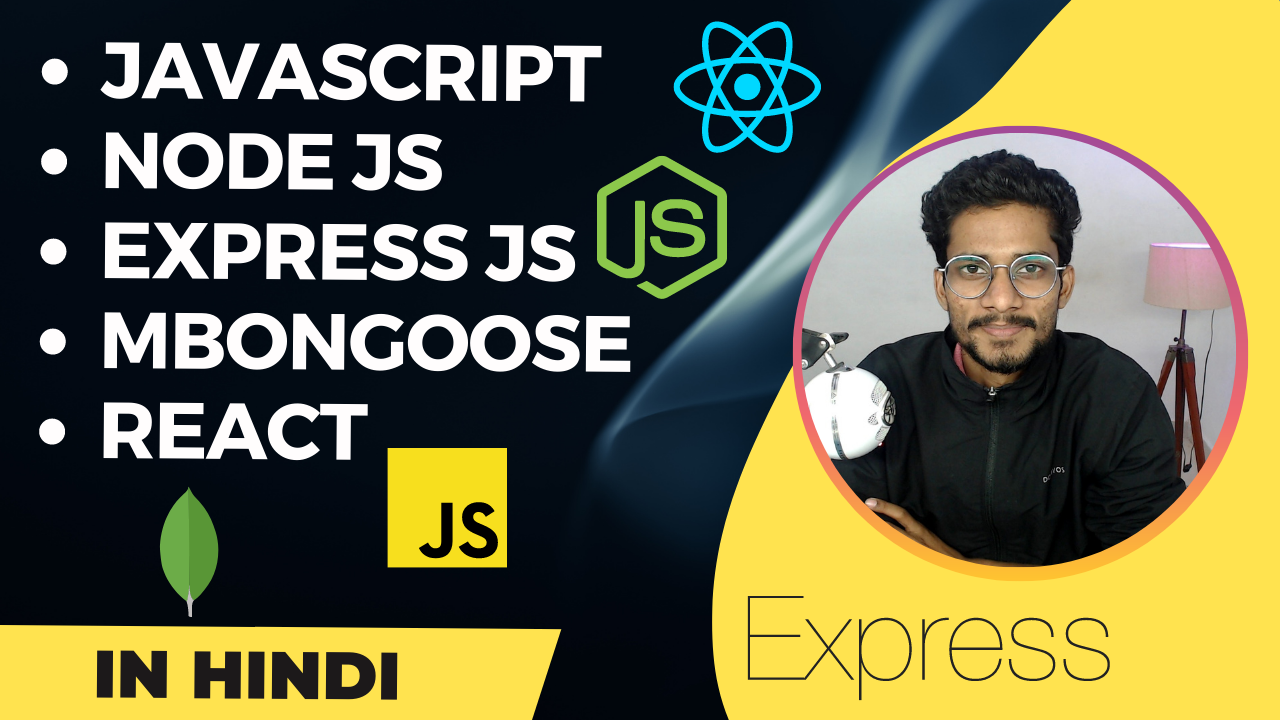 JAVASCRIPT
NODE JS
EXPRESS JS
MBONGOOSE
REACT
JS
JS
IN HINDI
Express